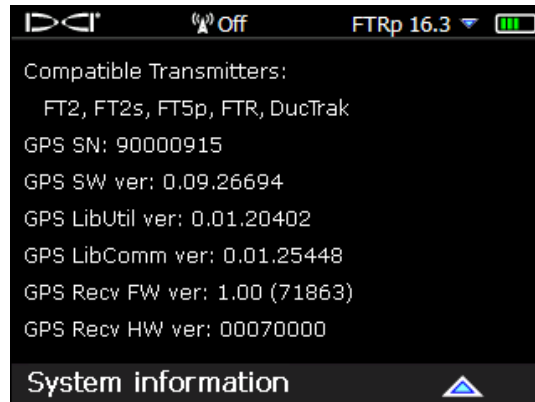 Off FTRp 16.3
Compatible Transmitters:
FT2, FT2s, FT5p, FTR, DucTrak
GPS SN: 90000915
GPS SW ver: 0.09.26694
GPS LibUtil ver: 0.01.20402
GPS LibComm ver: 0.01.25448
GPS Recv FW ver: 1.00 (71863)
GPS Recv HW ver: 00070000
System information